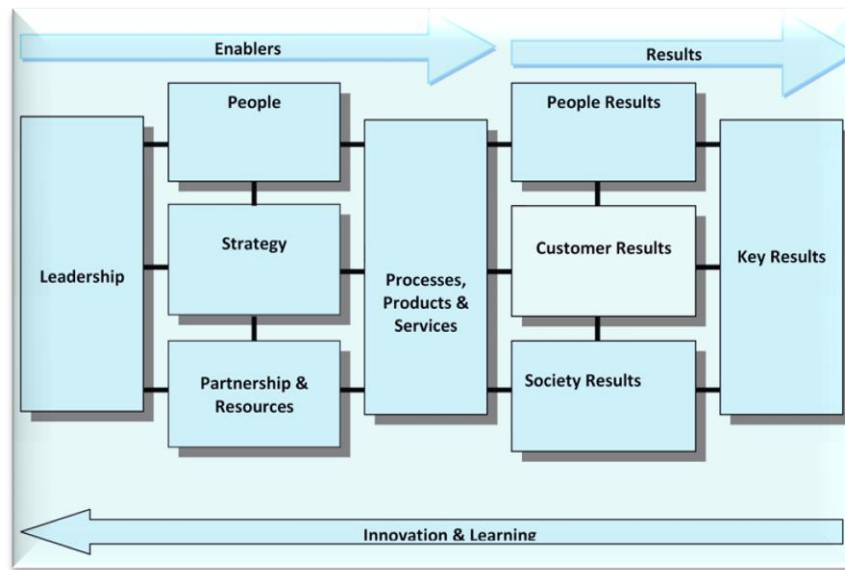 Enablers
Results
People
People Results
Strategy
Customer Results
Leadership
Processes,
Products &
Services
Key Results
Partnership &
Resources
Society Results
Innovation & Learning